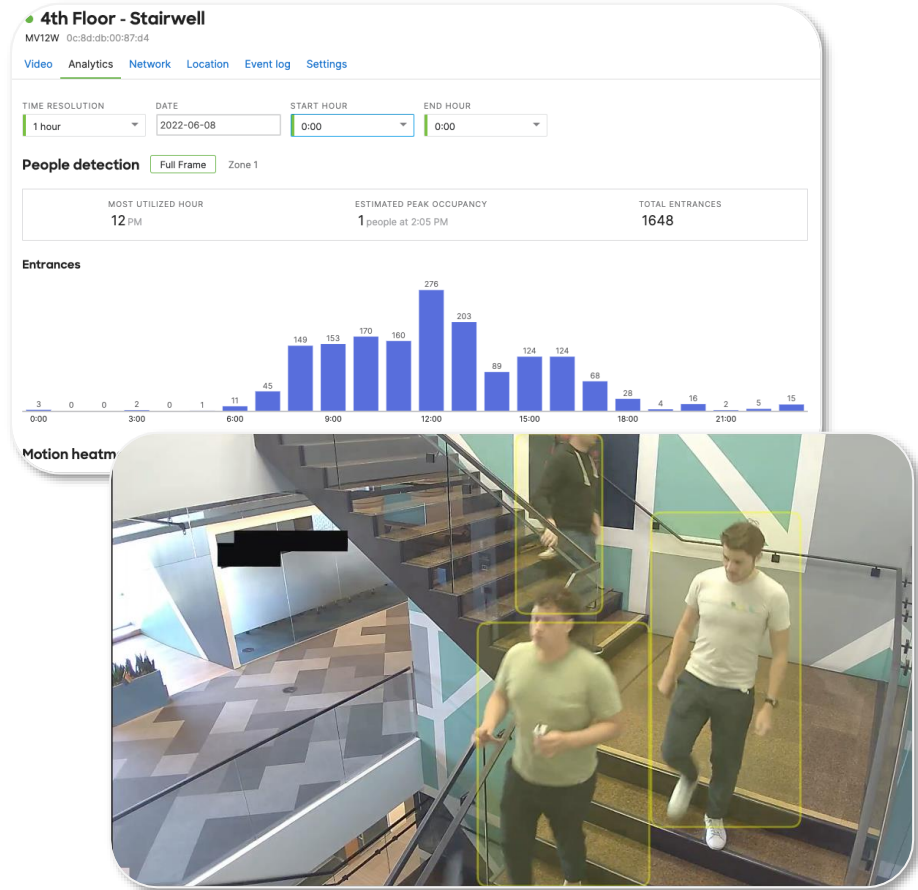 4th Floor - Stairwell
MV12W 0c:8d:db:00:87:d4
Video Analytics Network Location Event log Settings
TIME RESOLUTION DATE START HOUR END HOUR
1 hour 2022-06-08 0:00 0:00
People detection Full Frame Zone 1
MOST UTILIZED HOUR ESTIMATED PEAK OCCUPANCY TOTAL ENTRANCES
12 PM 1 people at 2:05 PM 1648
Entrances
3 0 0 2 0 1 11 45 149 153 170 160 276 203 89 124 124 68 28 4 16 2 5 15
0:00 3:00 6:00 9:00 12:00 15:00 18:00 21:00
Motion heatm